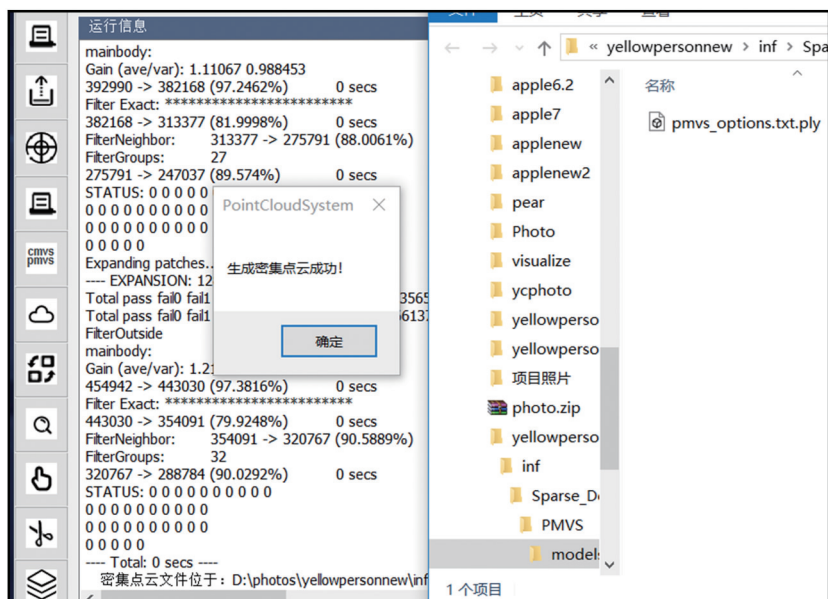 运行信息
mainbody:
Gain (ave/var): 1.11067 0.988453
392990 -> 382168 (97.2462%) 0 secs
Filter Exact: ************************
382168 -> 313377 (81.9998%) 0 secs
FilterNeighbor: 313377 -> 275791 (88.0061%)
FilterGroups: 27
275791 -> 247037 (89.574%) 0 secs
STATUS: 0 0 0 0 0
0 0 0 0 0 0 0 0 0 0
0 0 0 0 0 0 0 0 0 0
0 0 0 0 0
Expanding patches..
---- EXPANSION: 12
Total pass fail0 fail1
Total pass fail0 fail1
FilterOutside
mainbody:
Gain (ave/var): 1.21
454942 -> 443030 (97.3816%) 0 secs
Filter Exact: ************************
443030 -> 354091 (79.9248%) 0 secs
FilterNeighbor: 354091 -> 320767 (90.5889%)
FilterGroups: 32
320767 -> 288784 (90.0292%) 0 secs
STATUS: 0 0 0 0 0 0 0 0 0 0
0 0 0 0 0 0 0 0 0 0
0 0 0 0 0 0 0 0 0 0
0 0 0 0 0
---- Total: 0 secs ----
密集点云文件位于：D:\photos\yellowpersonnew\inf
cmvs
pmvs
PointCloudSystem
生成密集点云成功!
确定
« yellowpersonnew > inf > Spa
apple6.2
apple7
applenew
applenew2
pear
Photo
visualize
ycphoto
yellowperso
yellowperso
项目照片
photo.zip
yellowperso
inf
Sparse_D
PMVS
models
名称
pmvs_options.txt.ply
1 个项目